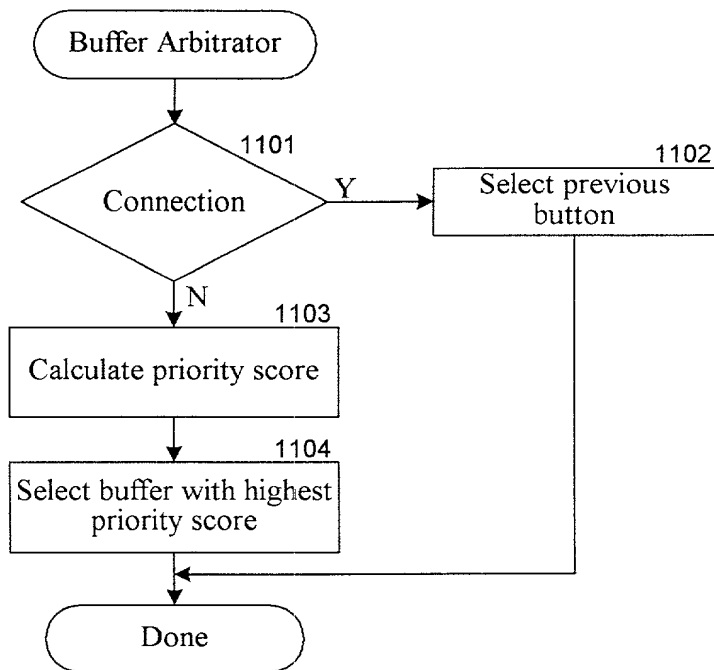 Buffer Arbitrator
1101
Connection
Y
1102
Select previous
button
N
1103
Calculate priority score
1104
Select buffer with highest
priority score
Done